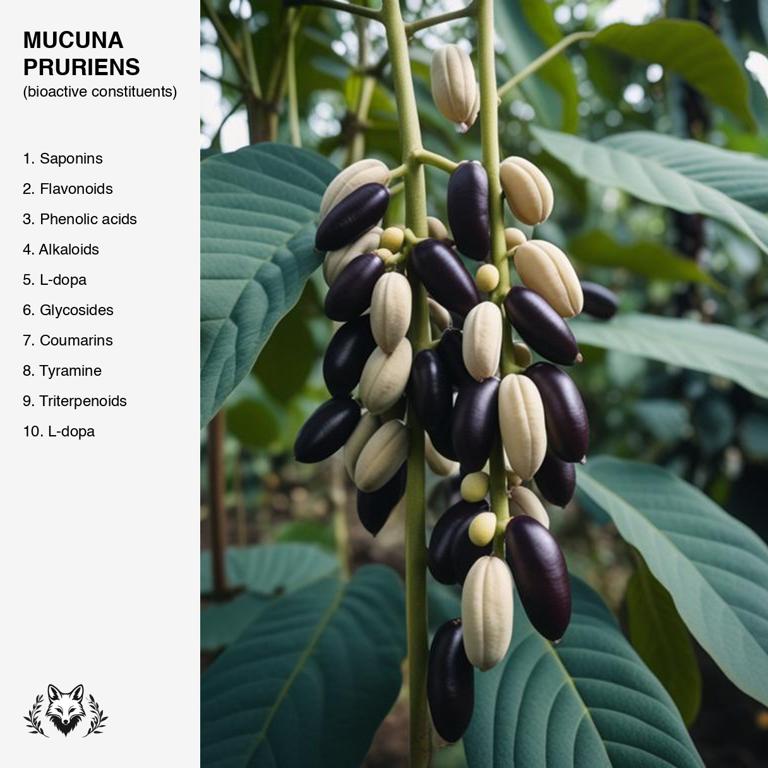 MUCUNA
PRURIENS
(bioactive constituents)
1. Saponins
2. Flavonoids
3. Phenolic acids
4. Alkaloids
5. L-dopa
6. Glycosides
7. Coumarins
8. Tyramine
9. Triterpenoids
10. L-dopa